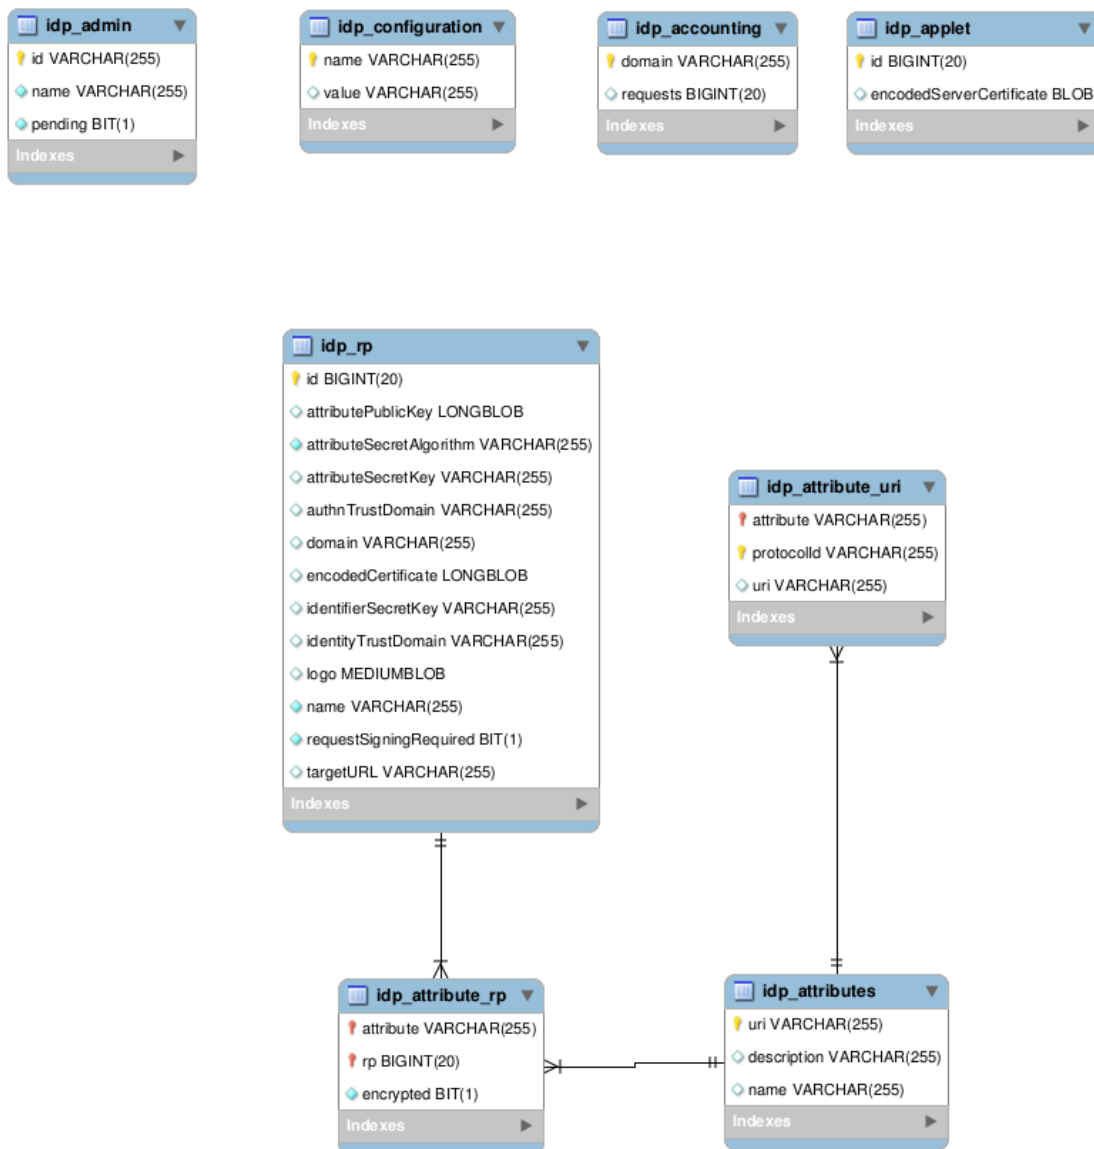 idp_admin
id VARCHAR(255)
name VARCHAR(255)
pending BIT(1)
Indexes
idp_configuration
name VARCHAR(255)
value VARCHAR(255)
Indexes
idp_accounting
domain VARCHAR(255)
requests BIGINT(20)
Indexes
idp_applet
id BIGINT(20)
encodedServerCertificate BLOB
Indexes
idp_rp
id BIGINT(20)
attributePublicKey LONGBLOB
attributeSecretAlgorithm VARCHAR(255)
attributeSecretKey VARCHAR(255)
authnTrustDomain VARCHAR(255)
domain VARCHAR(255)
encodedCertificate LONGBLOB
identifierSecretKey VARCHAR(255)
identityTrustDomain VARCHAR(255)
logo MEDIUMBLOB
name VARCHAR(255)
requestSigningRequired BIT(1)
targetURL VARCHAR(255)
Indexes
idp_attribute_uri
attribute VARCHAR(255)
protocolId VARCHAR(255)
uri VARCHAR(255)
Indexes
idp_attribute_rp
attribute VARCHAR(255)
rp BIGINT(20)
encrypted BIT(1)
Indexes
idp_attributes
uri VARCHAR(255)
description VARCHAR(255)
name VARCHAR(255)
Indexes